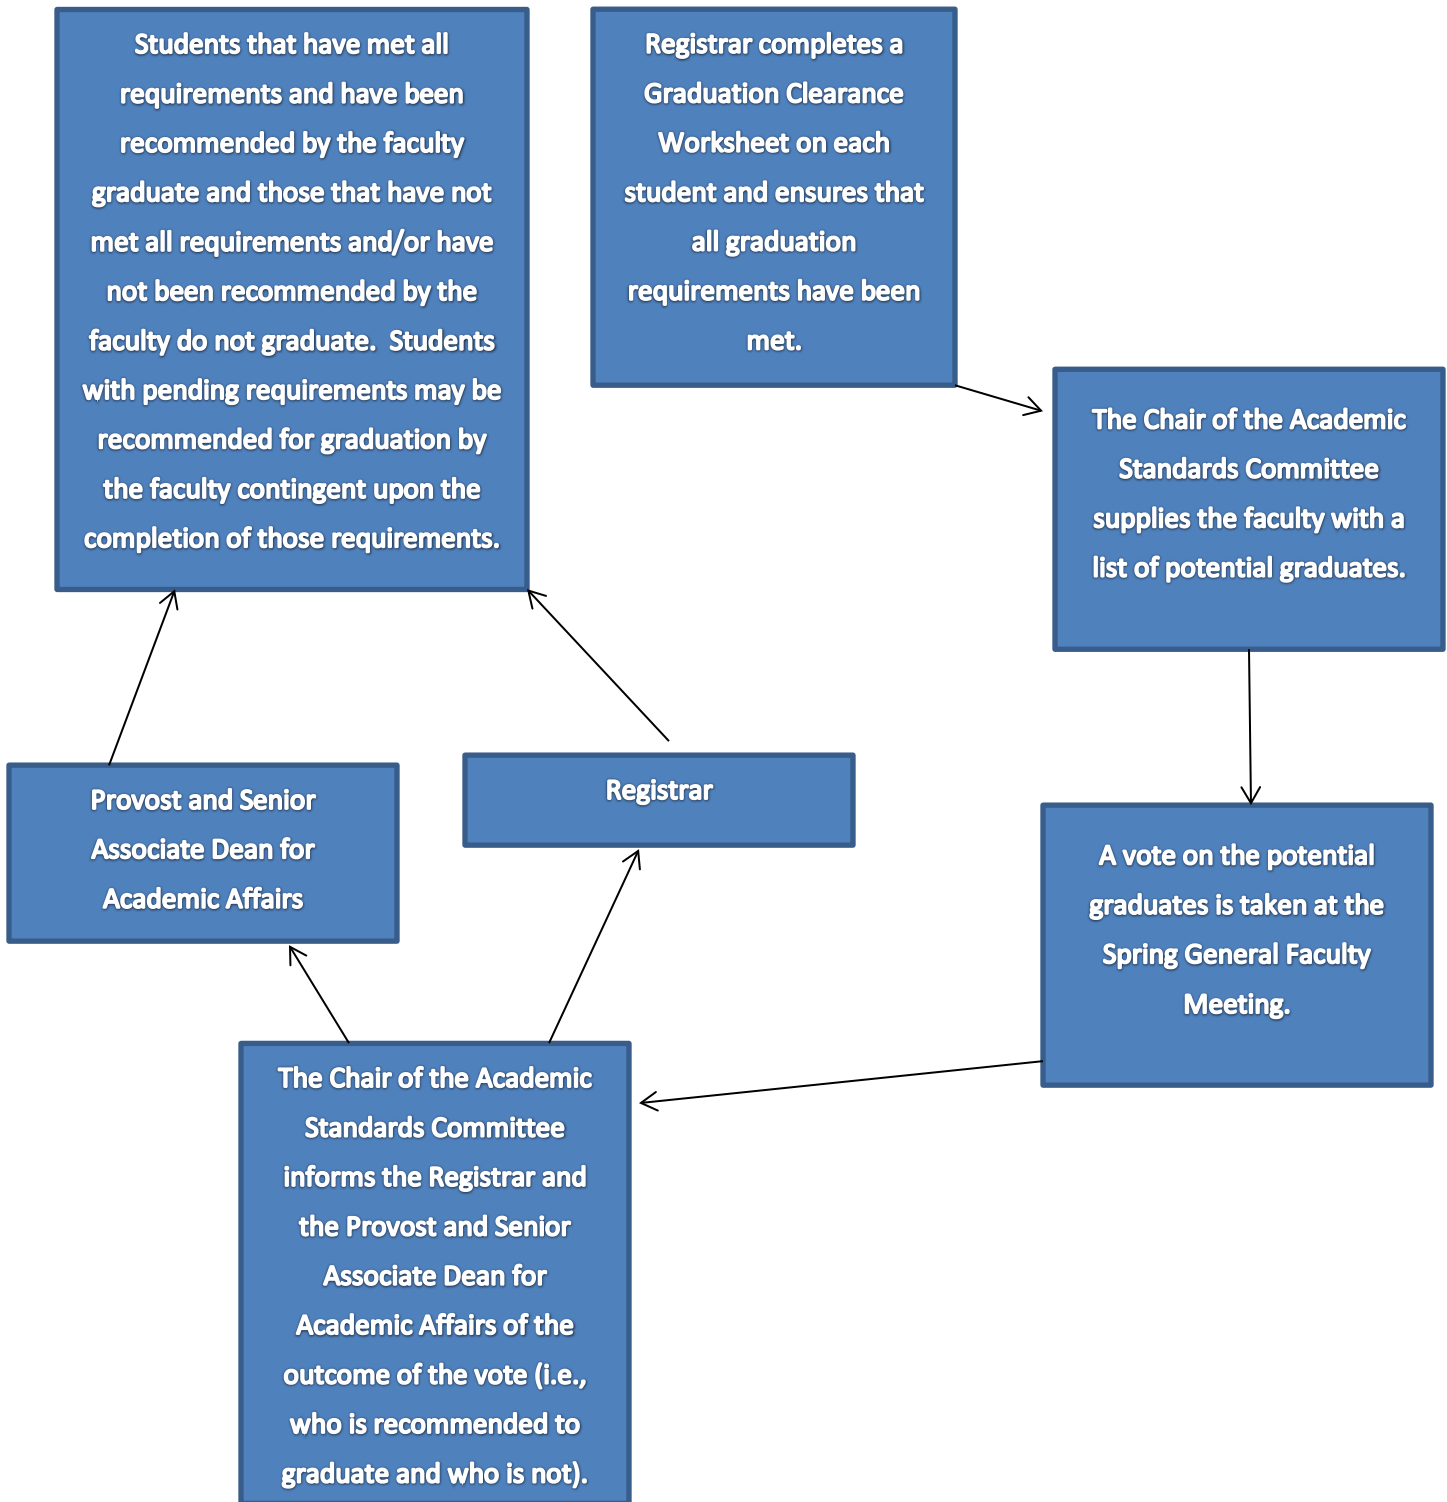 Students that have met all
requirements and have been
recommended by the faculty
graduate and those that have not
met all requirements and/or have
not been recommended by the
faculty do not graduate.  Students
with pending requirements may be
recommended for graduation by
the faculty contingent upon the
completion of those requirements.
Registrar completes a
Graduation Clearance
Worksheet on each
student and ensures that
all graduation
requirements have been
met.
The Chair of the Academic
Standards Committee
supplies the faculty with a
list of potential graduates.
Provost and Senior
Associate Dean for
Academic Affairs
Registrar
A vote on the potential
graduates is taken at the
Spring General Faculty
Meeting.
The Chair of the Academic
Standards Committee
informs the Registrar and
the Provost and Senior
Associate Dean for
Academic Affairs of the
outcome of the vote (i.e.,
who is recommended to
graduate and who is not).